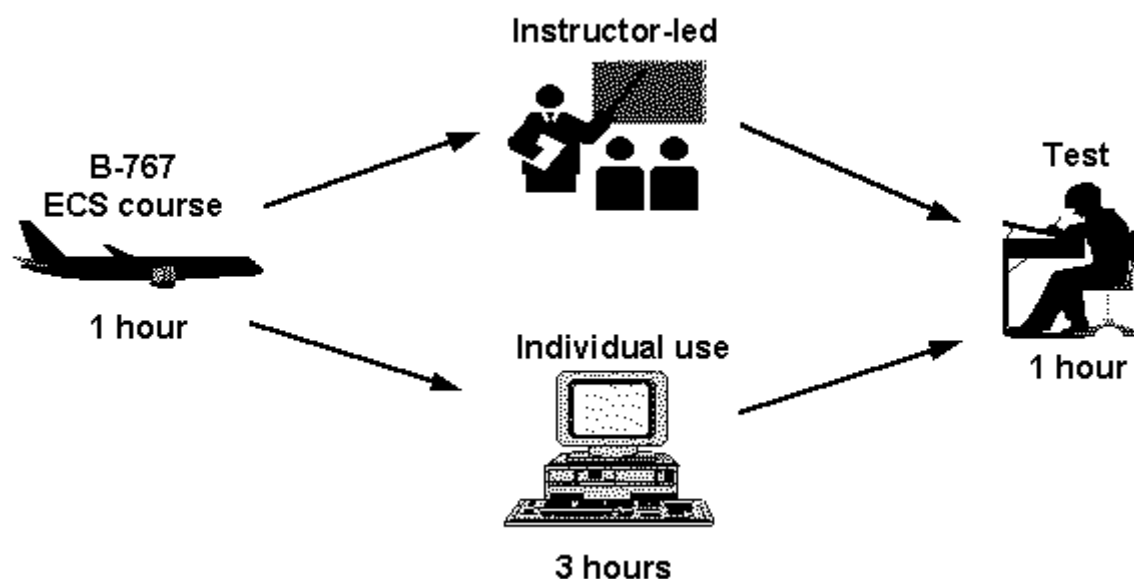 Instructor-led
B-767
ECS course
1 hour
Individual use
3 hours
Test
1 hour